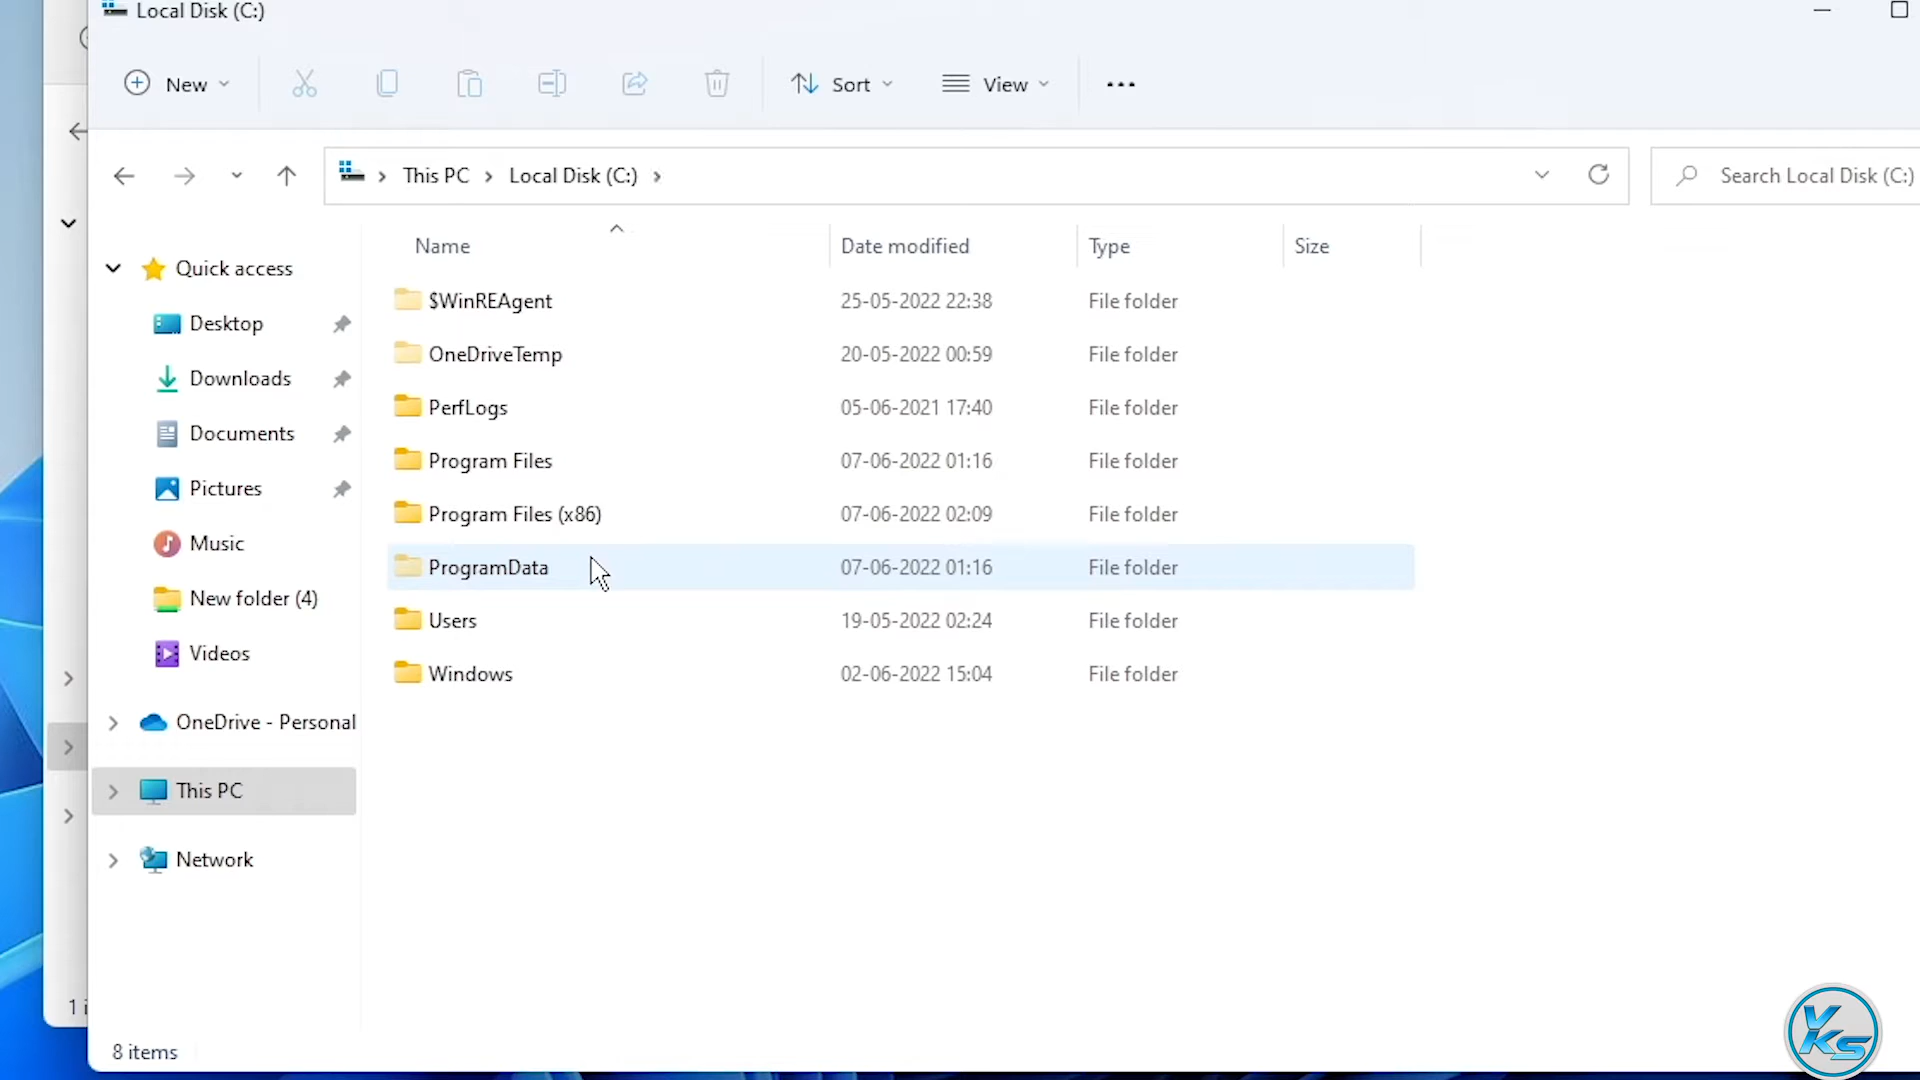 Local Disk (C:)
New
Sort
View
This PC
Local Disk (C:)
Search Local Disk (C:)
Name
Date modified
Type
Size
Quick access
Desktop
Downloads
Documents
Pictures
Music
New folder (4)
Videos
OneDrive - Personal
This PC
Network
$WinREAgent 25-05-2022 22:38 File folder
OneDriveTemp 20-05-2022 00:59 File folder
PerfLogs 05-06-2021 17:40 File folder
Program Files 07-06-2022 01:16 File folder
Program Files (x86) 07-06-2022 02:09 File folder
ProgramData 07-06-2022 01:16 File folder
Users 19-05-2022 02:24 File folder
Windows 02-06-2022 15:04 File folder
1 i
8 items
VKS